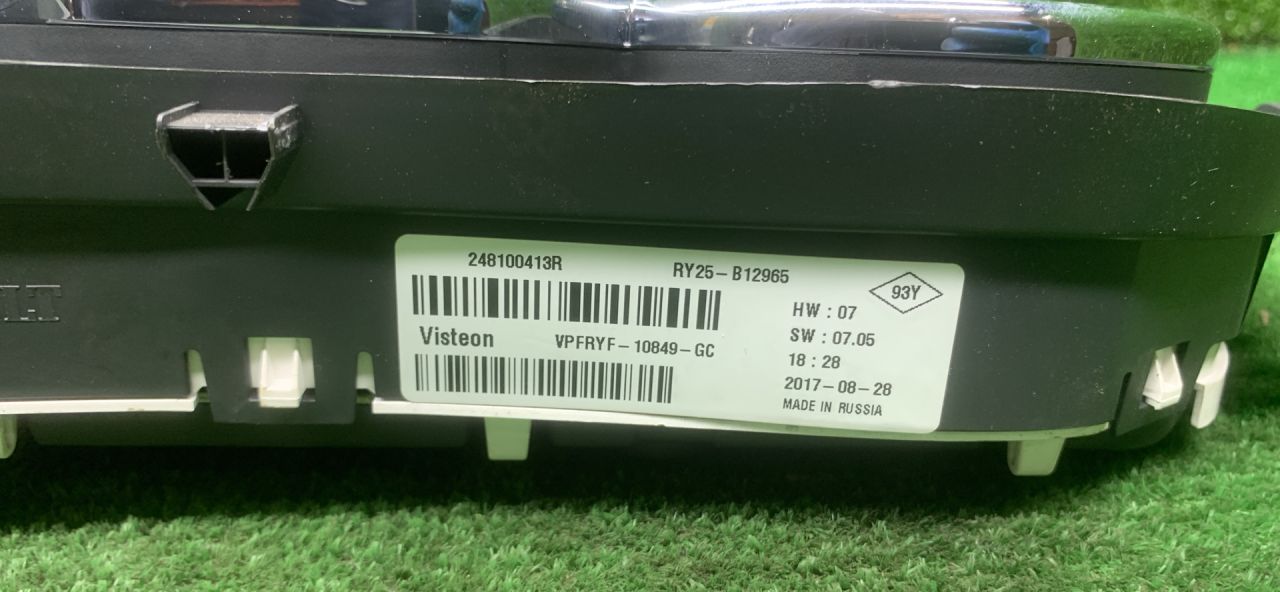 248100413R RY25-B12965
93Y
HW : 07
Visteon VPFRYF-10849-GC
SW : 07.05
18 : 28
2017-08-28
MADE IN RUSSIA